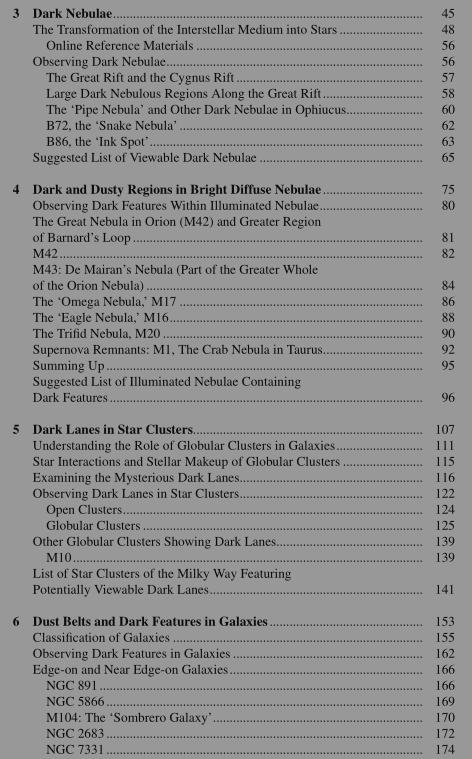 3 Dark Nebulae 45
The Transformation of the Interstellar Medium into Stars 48
Online Reference Materials 56
Observing Dark Nebulae 56
The Great Rift and the Cygnus Rift 57
Large Dark Nebulous Regions Along the Great Rift 58
The ‘Pipe Nebula’ and Other Dark Nebulae in Ophiucus 60
B72, the ‘Snake Nebula’ 62
B86, the ‘Ink Spot’ 63
Suggested List of Viewable Dark Nebulae 65
4 Dark and Dusty Regions in Bright Diffuse Nebulae 75
Observing Dark Features Within Illuminated Nebulae 80
The Great Nebula in Orion (M42) and Greater Region
of Barnard’s Loop 81
M42 82
M43: De Mairan’s Nebula (Part of the Greater Whole
of the Orion Nebula) 84
The ‘Omega Nebula,’ M17 86
The ‘Eagle Nebula,’ M16 88
The Trifid Nebula, M20 90
Supernova Remnants: M1, The Crab Nebula in Taurus 92
Summing Up 95
Suggested List of Illuminated Nebulae Containing
Dark Features 96
5 Dark Lanes in Star Clusters 107
Understanding the Role of Globular Clusters in Galaxies 111
Star Interactions and Stellar Makeup of Globular Clusters 115
Examining the Mysterious Dark Lanes 116
Observing Dark Lanes in Star Clusters 122
Open Clusters 124
Globular Clusters 125
Other Globular Clusters Showing Dark Lanes 139
M10 139
List of Star Clusters of the Milky Way Featuring
Potentially Viewable Dark Lanes 141
6 Dust Belts and Dark Features in Galaxies 153
Classification of Galaxies 155
Observing Dark Features in Galaxies 162
Edge-on and Near Edge-on Galaxies 166
NGC 891 166
NGC 5866 169
M104: The ‘Sombrero Galaxy’ 170
NGC 2683 172
NGC 7331 174